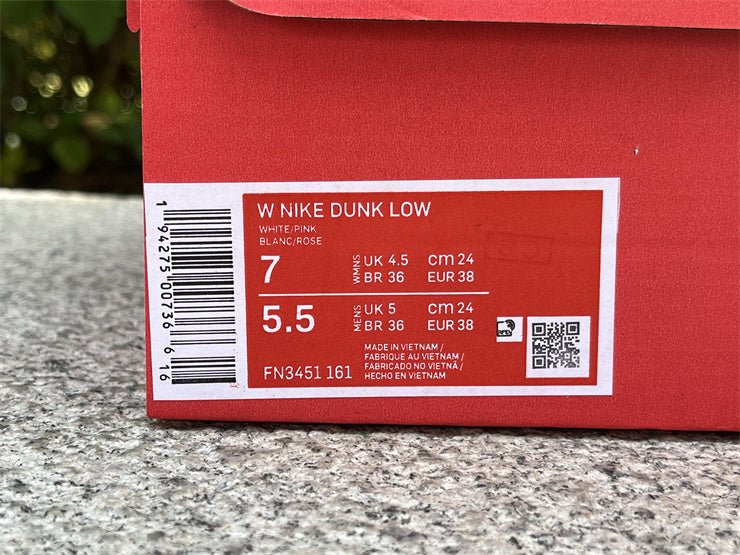 W NIKE DUNK LOW
WHITE/PINK
BLANC/ROSE
7 WMNS UK 4.5 cm 24
BR 36 EUR 38
5.5 MENS UK 5 cm 24
BR 36 EUR 38
MADE IN VIETNAM /
FABRIQUE AU VIETNAM /
FABRICADO NO VIETNÃ /
HECHO EN VIETNAM
FN3451 161
1 94275 00736 6 16